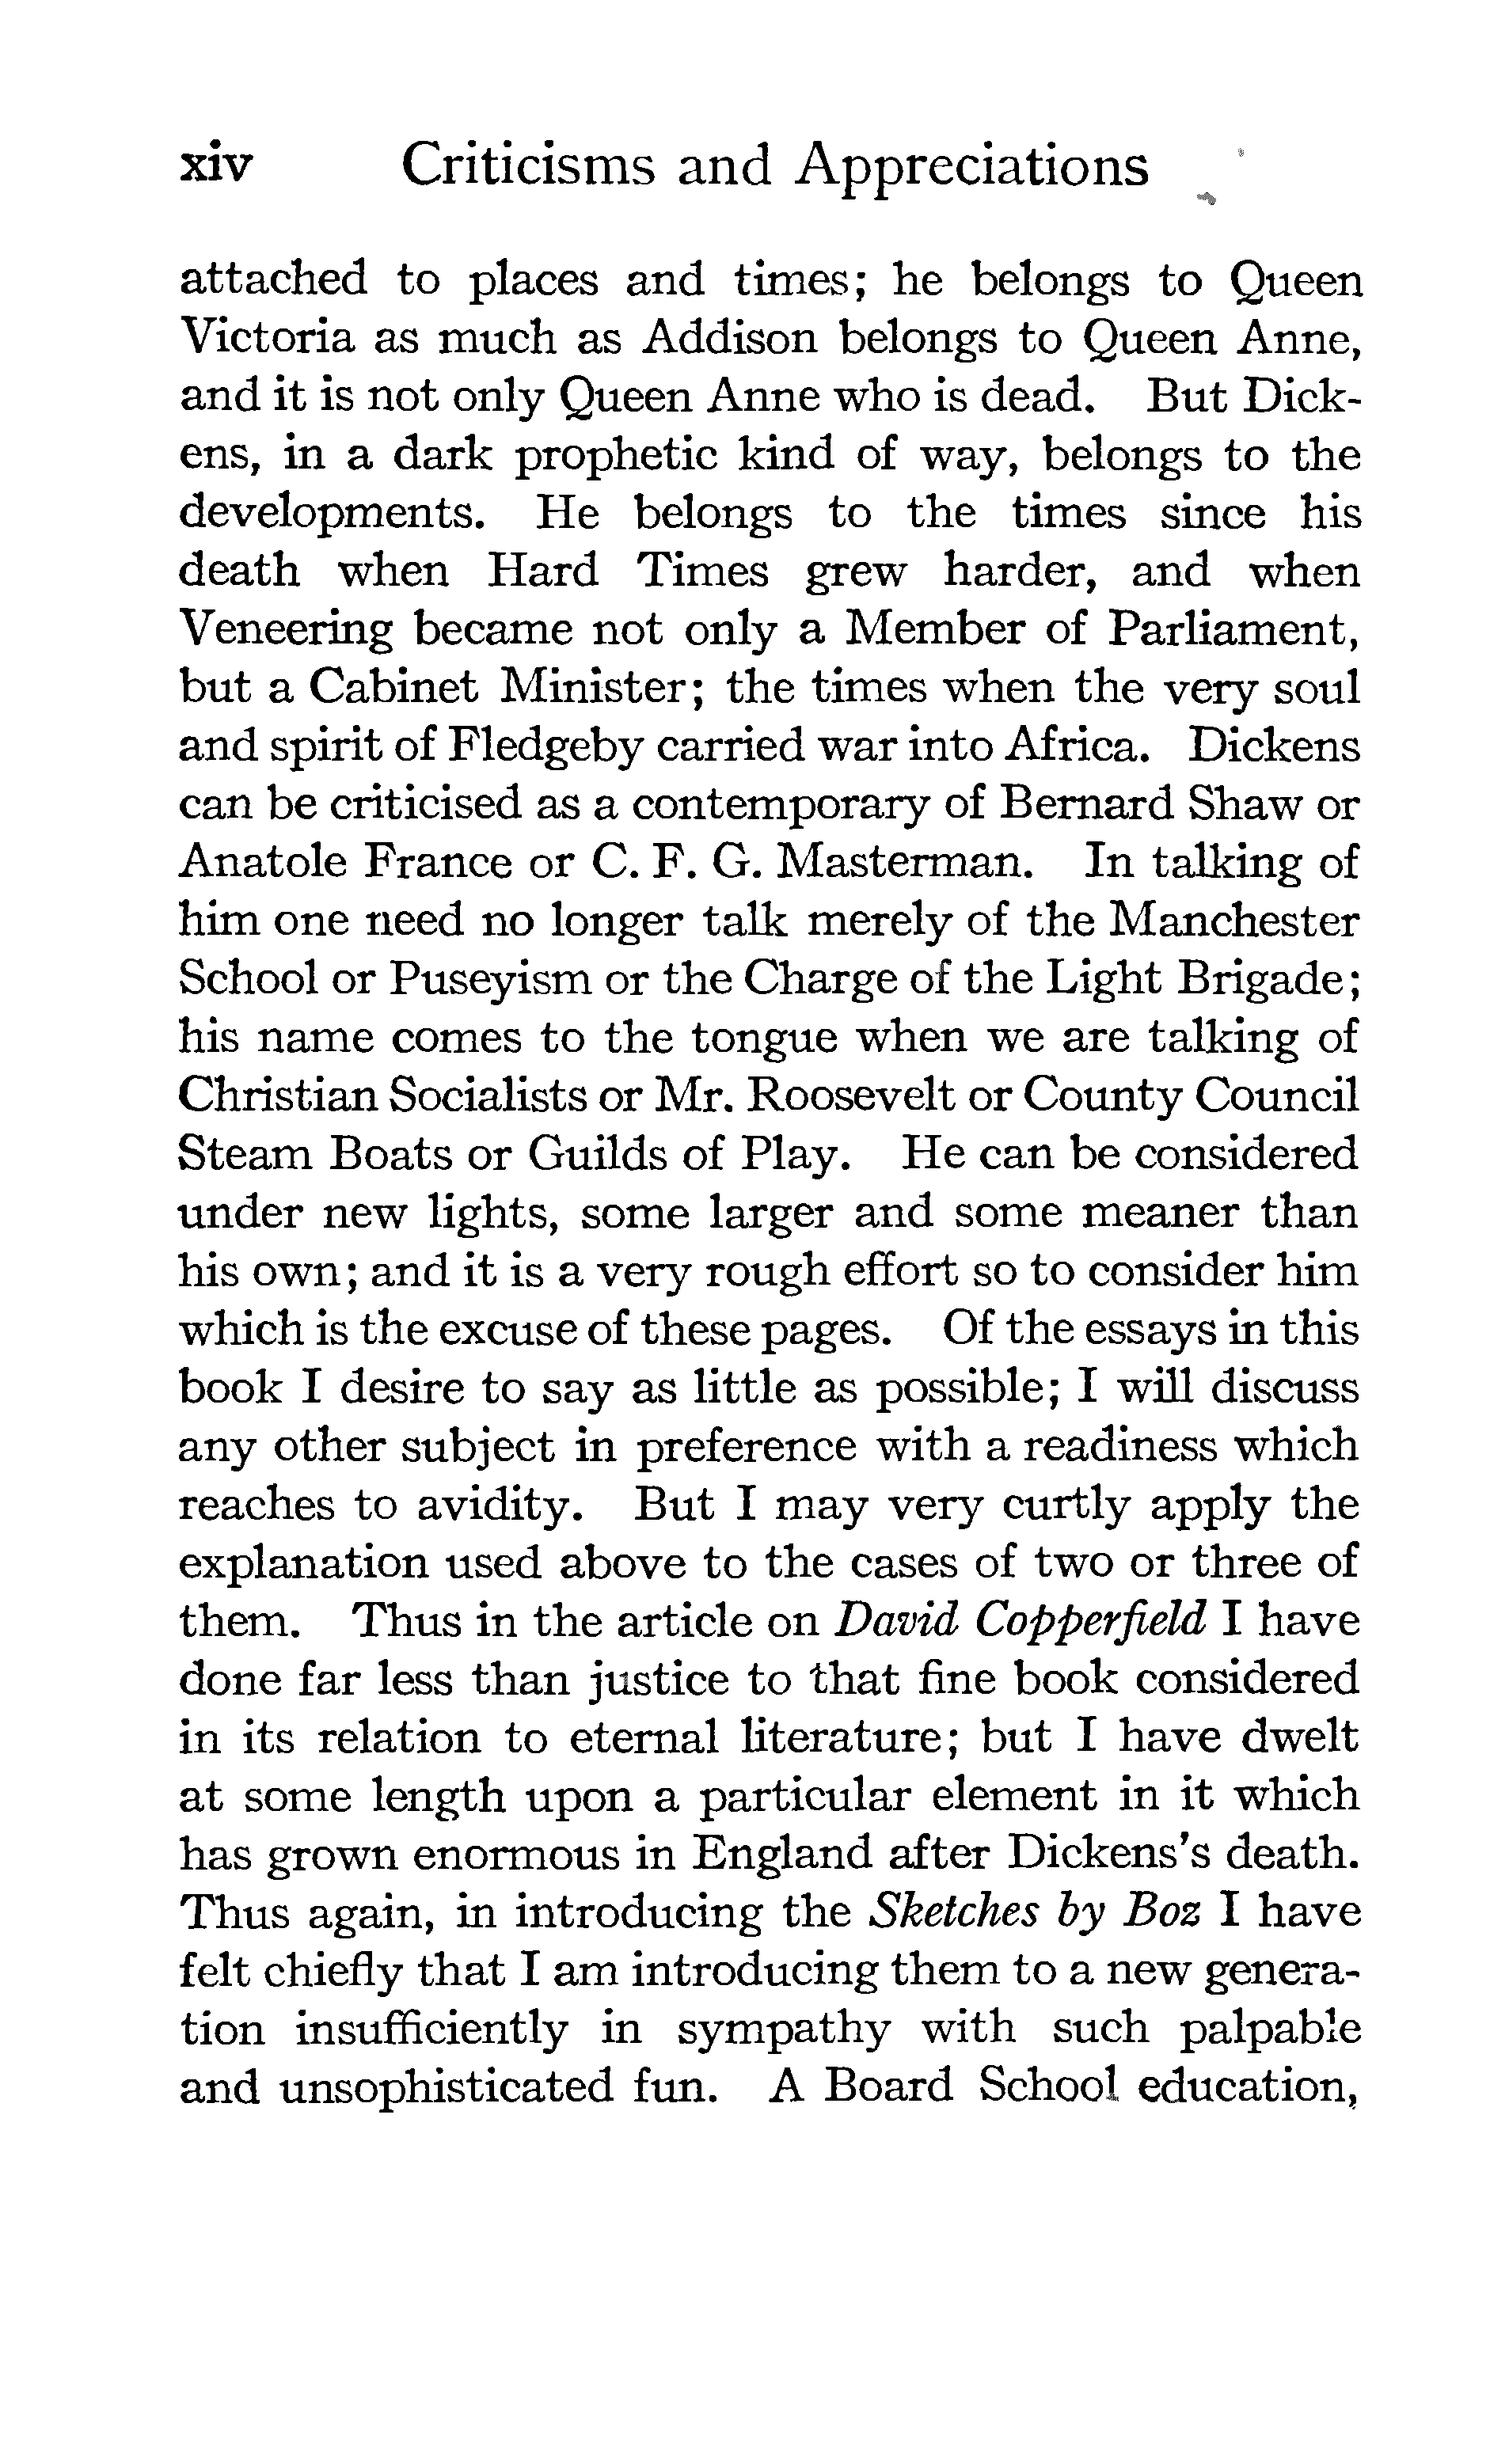 xiv Criticisms and Appreciations
attached to places and times; he belongs to Queen
Victoria as much as Addison belongs to Queen Anne,
and it is not only Queen Anne who is dead. But Dick-
ens, in a dark prophetic kind of way, belongs to the
developments. He belongs to the times since his
death when Hard Times grew harder, and when
Veneering became not only a Member of Parliament,
but a Cabinet Minister; the times when the very soul
and spirit of Fledgeby carried war into Africa. Dickens
can be criticised as a contemporary of Bernard Shaw or
Anatole France or C. F. G. Masterman. In talking of
him one need no longer talk merely of the Manchester
School or Puseyism or the Charge of the Light Brigade;
his name comes to the tongue when we are talking of
Christian Socialists or Mr. Roosevelt or County Council
Steam Boats or Guilds of Play. He can be considered
under new lights, some larger and some meaner than
his own; and it is a very rough effort so to consider him
which is the excuse of these pages. Of the essays in this
book I desire to say as little as possible; I will discuss
any other subject in preference with a readiness which
reaches to avidity. But I may very curtly apply the
explanation used above to the cases of two or three of
them. Thus in the article on David Copperfield I have
done far less than justice to that fine book considered
in its relation to eternal literature; but I have dwelt
at some length upon a particular element in it which
has grown enormous in England after Dickens's death.
Thus again, in introducing the Sketches by Boz I have
felt chiefly that I am introducing them to a new genera-
tion insufficiently in sympathy with such palpable
and unsophisticated fun. A Board School education,